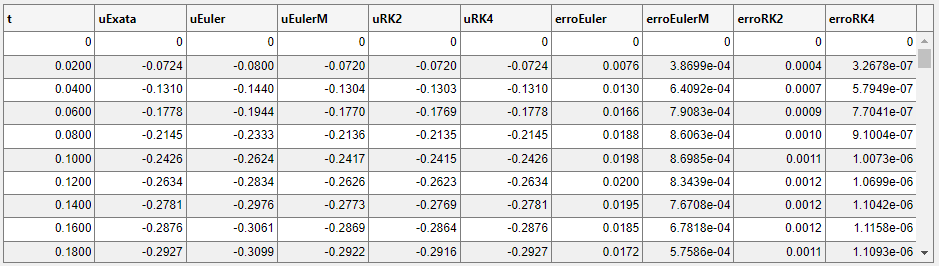 t uExata uEuler uEulerM uRK2 uRK4 erroEuler erroEulerM erroRK2 erroRK4
0 0 0 0 0 0 0 0 0 0
0.0200 -0.0724 -0.0800 -0.0720 -0.0720 -0.0724 0.0076 3.8699e-04 0.0004 3.2678e-07
0.0400 -0.1310 -0.1440 -0.1304 -0.1303 -0.1310 0.0130 6.4092e-04 0.0007 5.7949e-07
0.0600 -0.1778 -0.1944 -0.1770 -0.1769 -0.1778 0.0166 7.9083e-04 0.0009 7.7041e-07
0.0800 -0.2145 -0.2333 -0.2136 -0.2135 -0.2145 0.0188 8.6063e-04 0.0010 9.1004e-07
0.1000 -0.2426 -0.2624 -0.2417 -0.2415 -0.2426 0.0198 8.6985e-04 0.0011 1.0073e-06
0.1200 -0.2634 -0.2834 -0.2626 -0.2623 -0.2634 0.0200 8.3439e-04 0.0012 1.0699e-06
0.1400 -0.2781 -0.2976 -0.2773 -0.2769 -0.2781 0.0195 7.6708e-04 0.0012 1.1042e-06
0.1600 -0.2876 -0.3061 -0.2869 -0.2864 -0.2876 0.0185 6.7818e-04 0.0012 1.1158e-06
0.1800 -0.2927 -0.3099 -0.2922 -0.2916 -0.2927 0.0172 5.7586e-04 0.0011 1.1093e-06